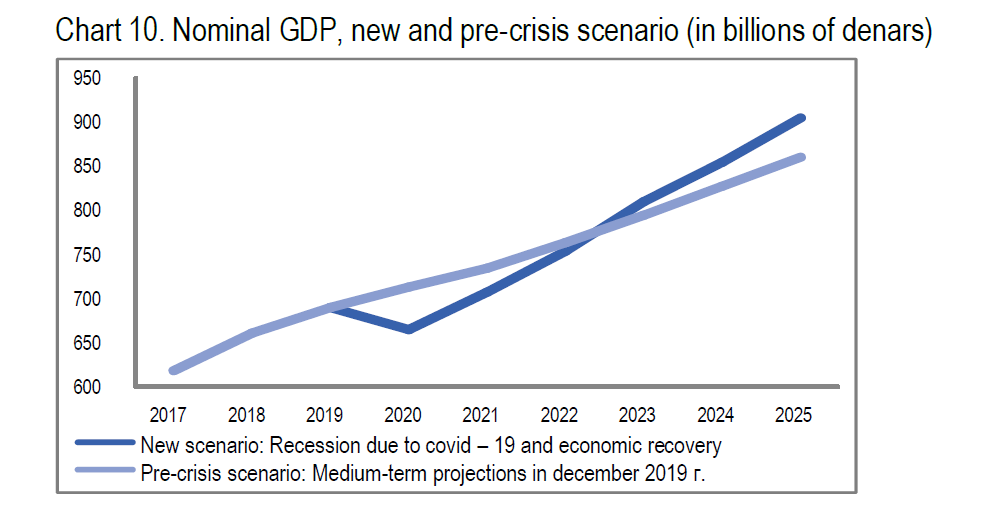 Chart 10. Nominal GDP, new and pre-crisis scenario (in billions of denars)
950
900
850
800
750
700
650
600
2017 2018 2019 2020 2021 2022 2023 2024 2025
New scenario: Recession due to covid – 19 and economic recovery
Pre-crisis scenario: Medium-term projections in december 2019 г.